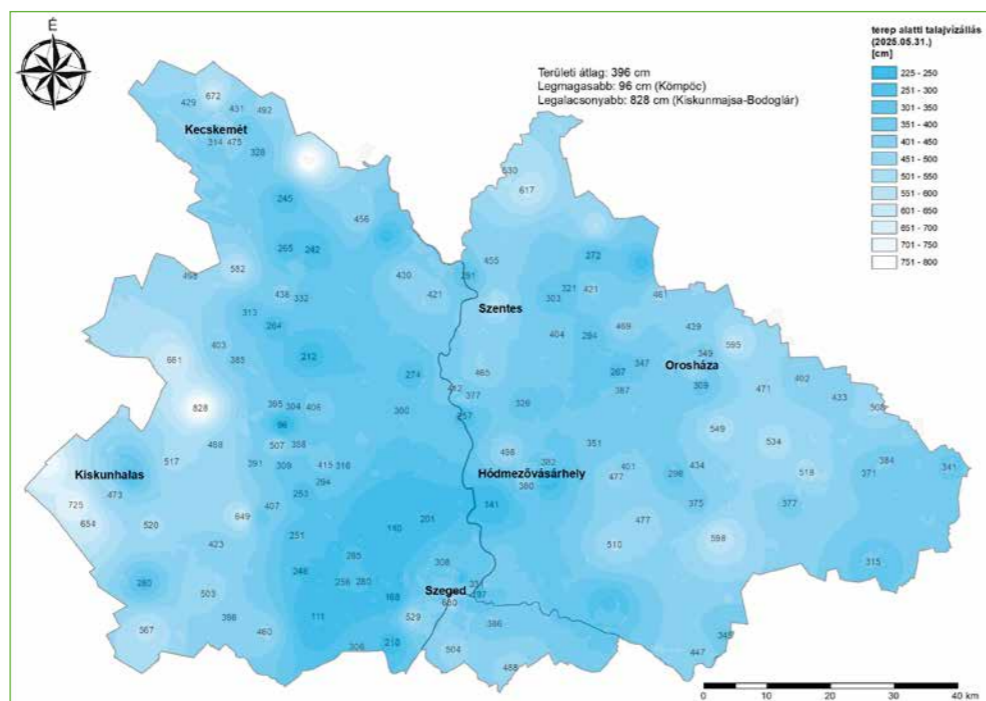 É
terep alatti talajvízállás
(2025.05.31.)
[cm]
225 - 250
251 - 300
301 - 350
351 - 400
401 - 450
451 - 500
501 - 550
551 - 600
601 - 650
651 - 700
701 - 750
751 - 800
Területi átlag: 396 cm
Legmagasabb: 96 cm (Kömpöc)
Legalacsonyabb: 828 cm (Kiskunmajsa-Bodoglár)
672
429 431 492
Kecskemét
314 475
328
530
617
245
456
265 242
272
455
498 582 430 291
436 332 421
321 421 461
303
Szentes
313
264
404 284 469 439
403
349 595
661 385 212
347
Orosháza
274 465 267
309
402
377 387 471
828 395 304 406 380 326
433
96 257
549
468 507 358
498 351
534
517 391 309 415 316
382 401 434
384 341
Kiskunhalas
Hódmezővásárhely
473 294 380 477 298 518 371
253
725 407 141 375 377
654 520 649 201 477
140
251
423 510 598
285
308
315
246
280 256 280
Szeged
503 168
111 529 386
367 398 460
306 218 504
447
0 10 20 30 40 km